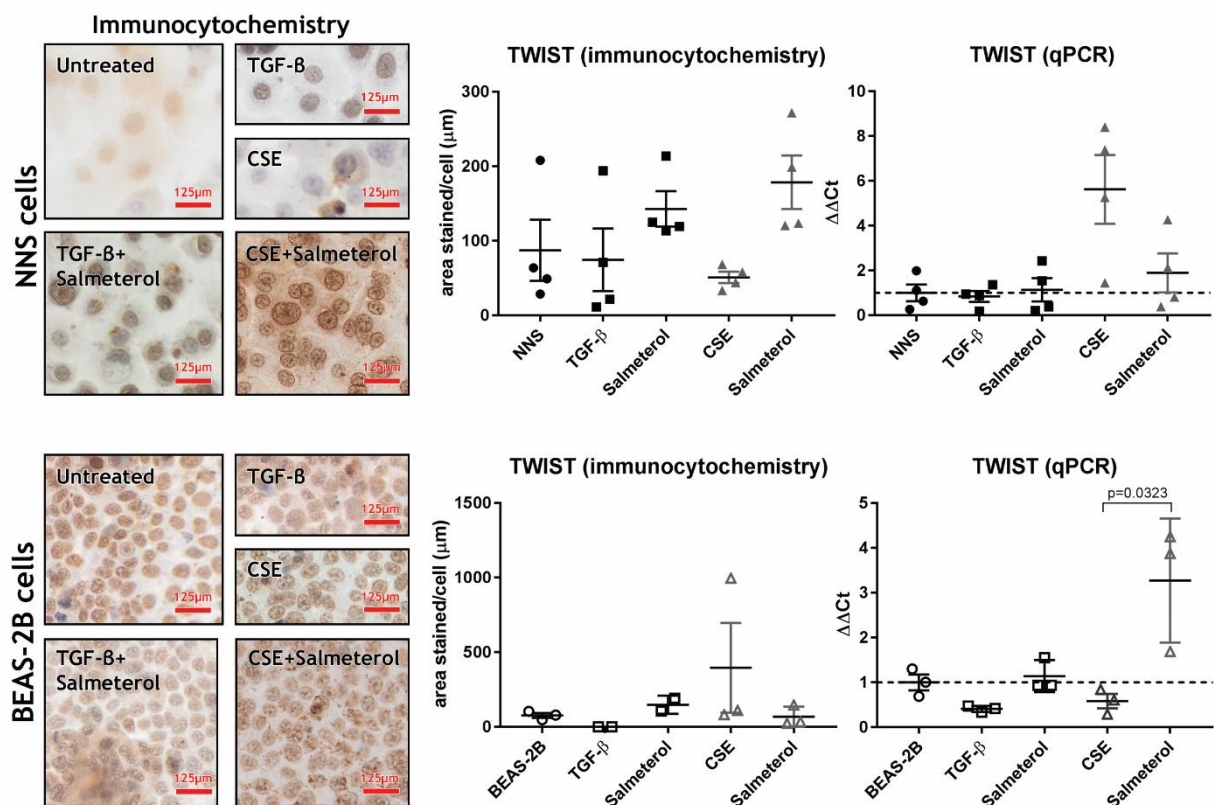 Immunocytochemistry
NNS cells
Untreated
125µm
TGF-β
125µm
CSE
125µm
TGF-β+
Salmeterol
125µm
CSE+Salmeterol
125µm
TWIST (immunocytochemistry)
area stained/cell (µm)
300
200
100
0
NNS
TGF-β
Salmeterol
CSE
Salmeterol
TWIST (qPCR)
ΔΔCt
10
8
6
4
2
0
NNS
TGF-β
Salmeterol
CSE
Salmeterol
BEAS-2B cells
Untreated
125µm
TGF-β
125µm
CSE
125µm
TGF-β+
Salmeterol
125µm
CSE+Salmeterol
125µm
TWIST (immunocytochemistry)
area stained/cell (µm)
1500
1000
500
0
BEAS-2B
TGF-β
Salmeterol
CSE
Salmeterol
TWIST (qPCR)
p=0.0323
ΔΔCt
5
4
3
2
1
0
BEAS-2B
TGF-β
Salmeterol
CSE
Salmeterol